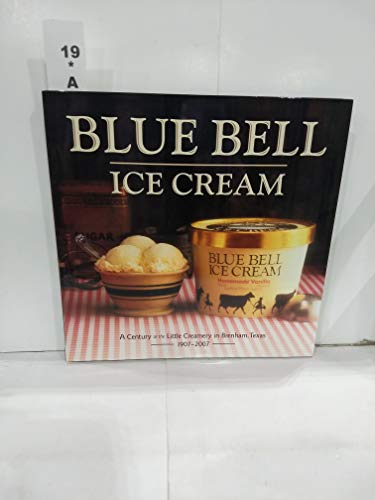 19
*
A
BLUE BELL
ICE CREAM
SUGAR
BLUE BELL
ICE CREAM
Homemade Vanilla
A Century at the Little Creamery in Brenham, Texas
1907–2007